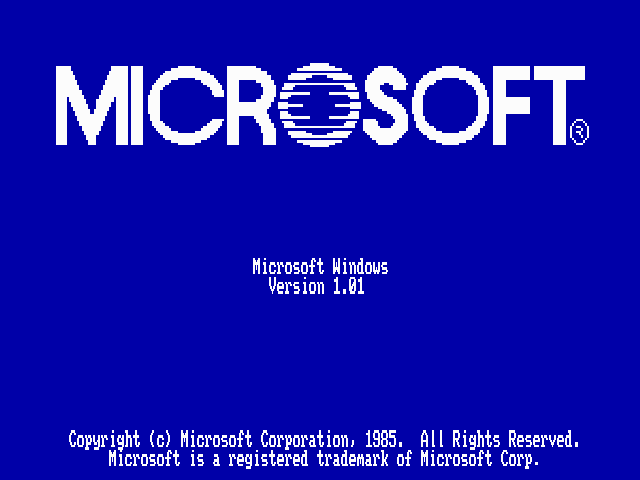 MICROSOFT®
Microsoft Windows
Version 1.01
Copyright (c) Microsoft Corporation, 1985.  All Rights Reserved.
Microsoft is a registered trademark of Microsoft Corp.